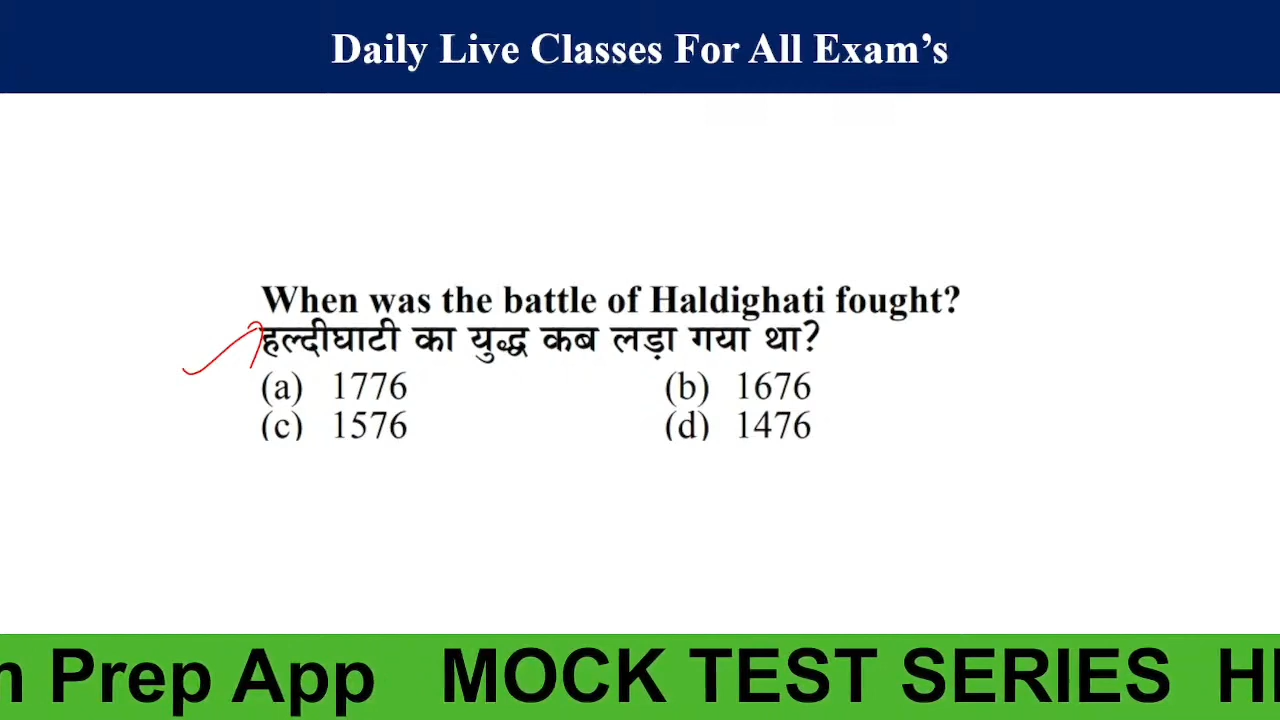 Daily Live Classes For All Exam’s
When was the battle of Haldighati fought?
हल्दीघाटी का युद्ध कब लड़ा गया था?
(a) 1776 (b) 1676
(c) 1576 (d) 1476
Prep App MOCK TEST SERIES